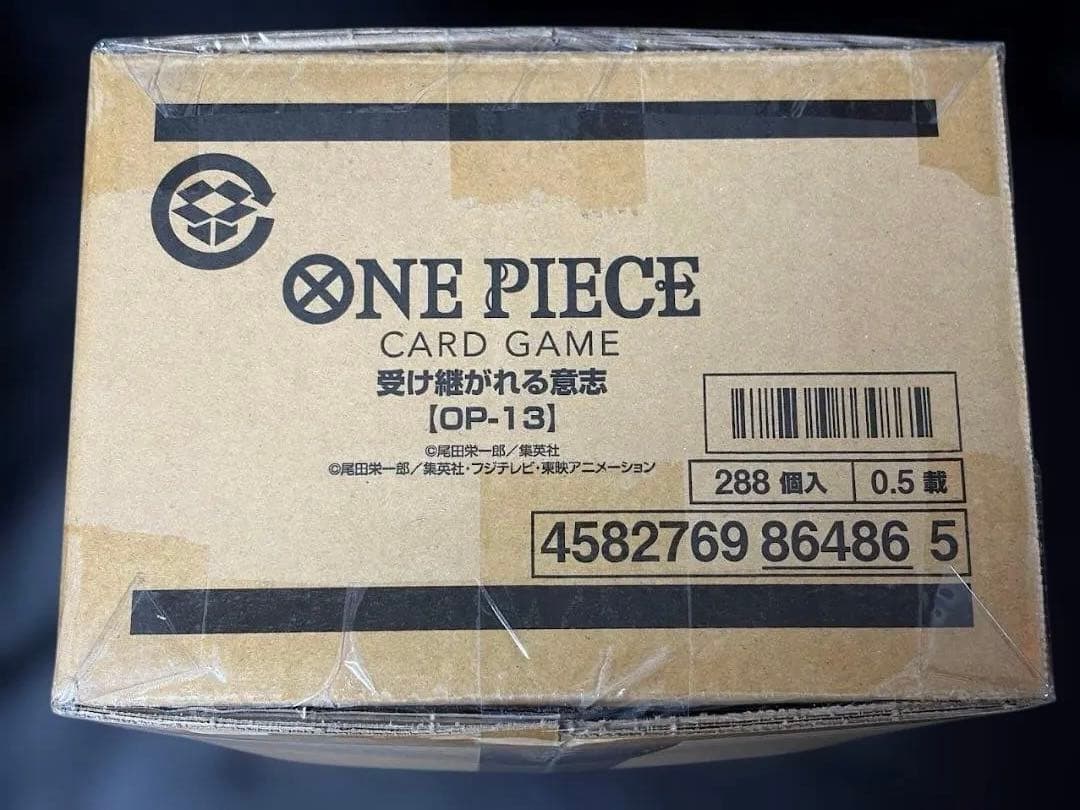 ONE PIECE
CARD GAME
受け継がれる意志
【OP-13】
©尾田栄一郎／集英社
©尾田栄一郎／集英社・フジテレビ・東映アニメーション
288 個入
0.5 載
4582769 86486 5